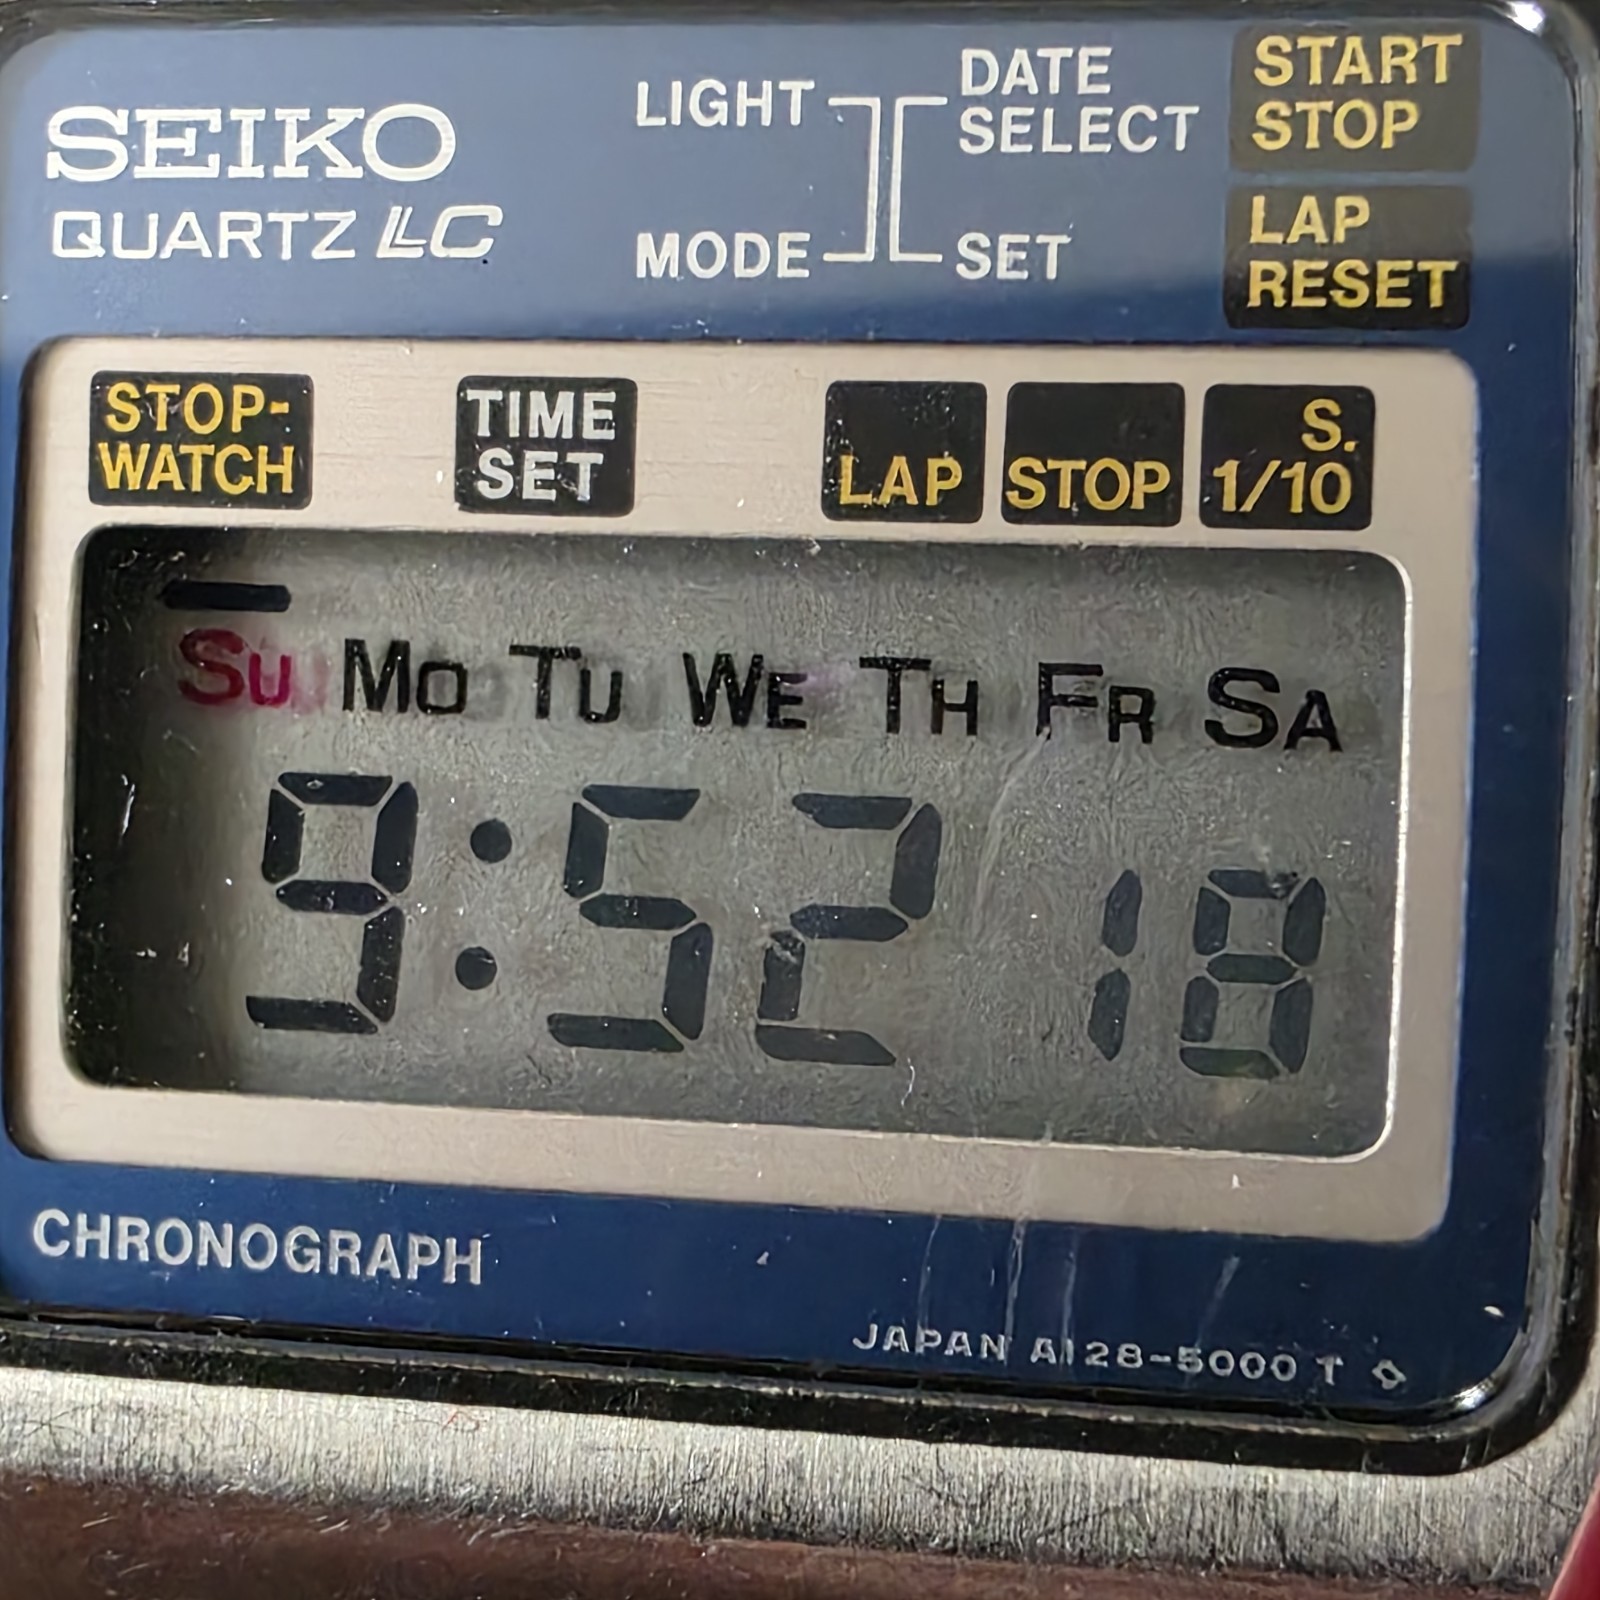 SEIKO
QUARTZ LC
LIGHT
DATE
SELECT
MODE
SET
START
STOP
LAP
RESET
STOP-
WATCH
TIME
SET
LAP
STOP
S.
1/10
SU MO TU WE TH FR SA
9:52 18
CHRONOGRAPH
JAPAN A128-5000 T